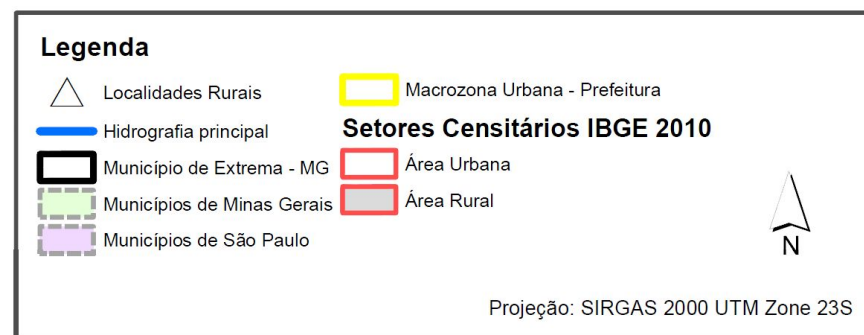 Legenda
Localidades Rurais
Hidrografia principal
Município de Extrema - MG
Municípios de Minas Gerais
Municípios de São Paulo
Macrozona Urbana - Prefeitura
Setores Censitários IBGE 2010
Área Urbana
Área Rural
N
Projeção: SIRGAS 2000 UTM Zone 23S